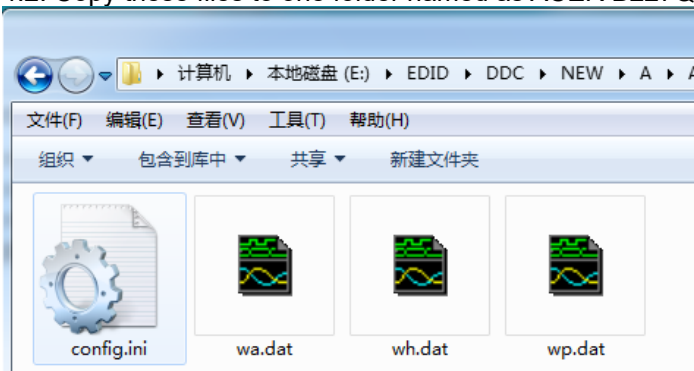 计算机 本地磁盘 (E:) EDID DDC NEW A
文件(F) 编辑(E) 查看(V) 工具(T) 帮助(H)
组织 包含到库中 共享 新建文件夹
config.ini wa.dat wh.dat wp.dat